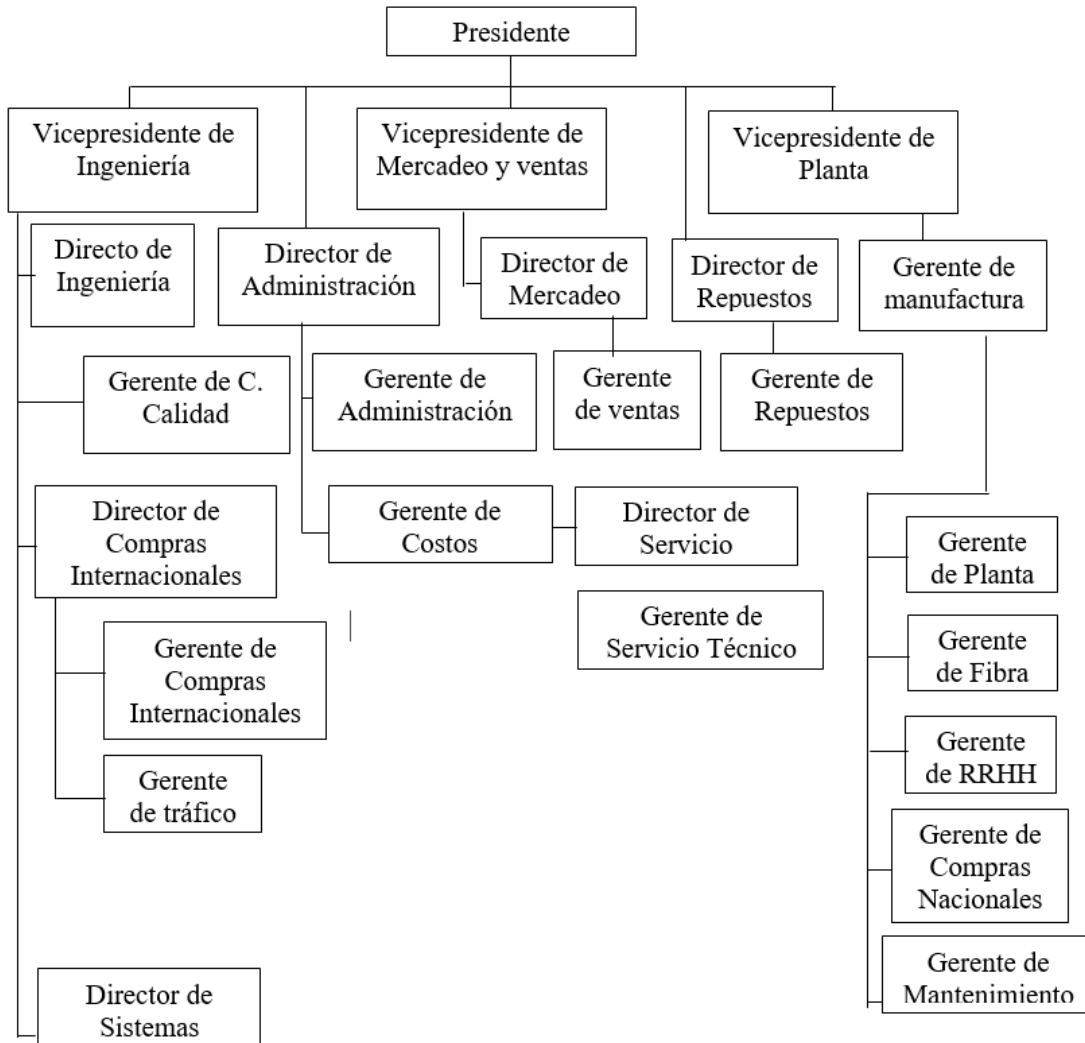 Presidente
Vicepresidente de
Ingeniería
Vicepresidente de
Mercadeo y ventas
Vicepresidente de
Planta
Directo de
Ingeniería
Director de
Administración
Director de
Mercadeo
Director de
Repuestos
Gerente de
manufactura
Gerente de C.
Calidad
Gerente de
Administración
Gerente
de ventas
Gerente de
Repuestos
Director de
Compras
Internacionales
Gerente de
Costos
Director de
Servicio
Gerente
de Planta
Gerente de
Compras
Internacionales
Gerente de
Servicio Técnico
Gerente
de Fibra
Gerente
de tráfico
Gerente
de RRHH
Gerente de
Compras
Nacionales
Director de
Sistemas
Gerente de
Mantenimiento